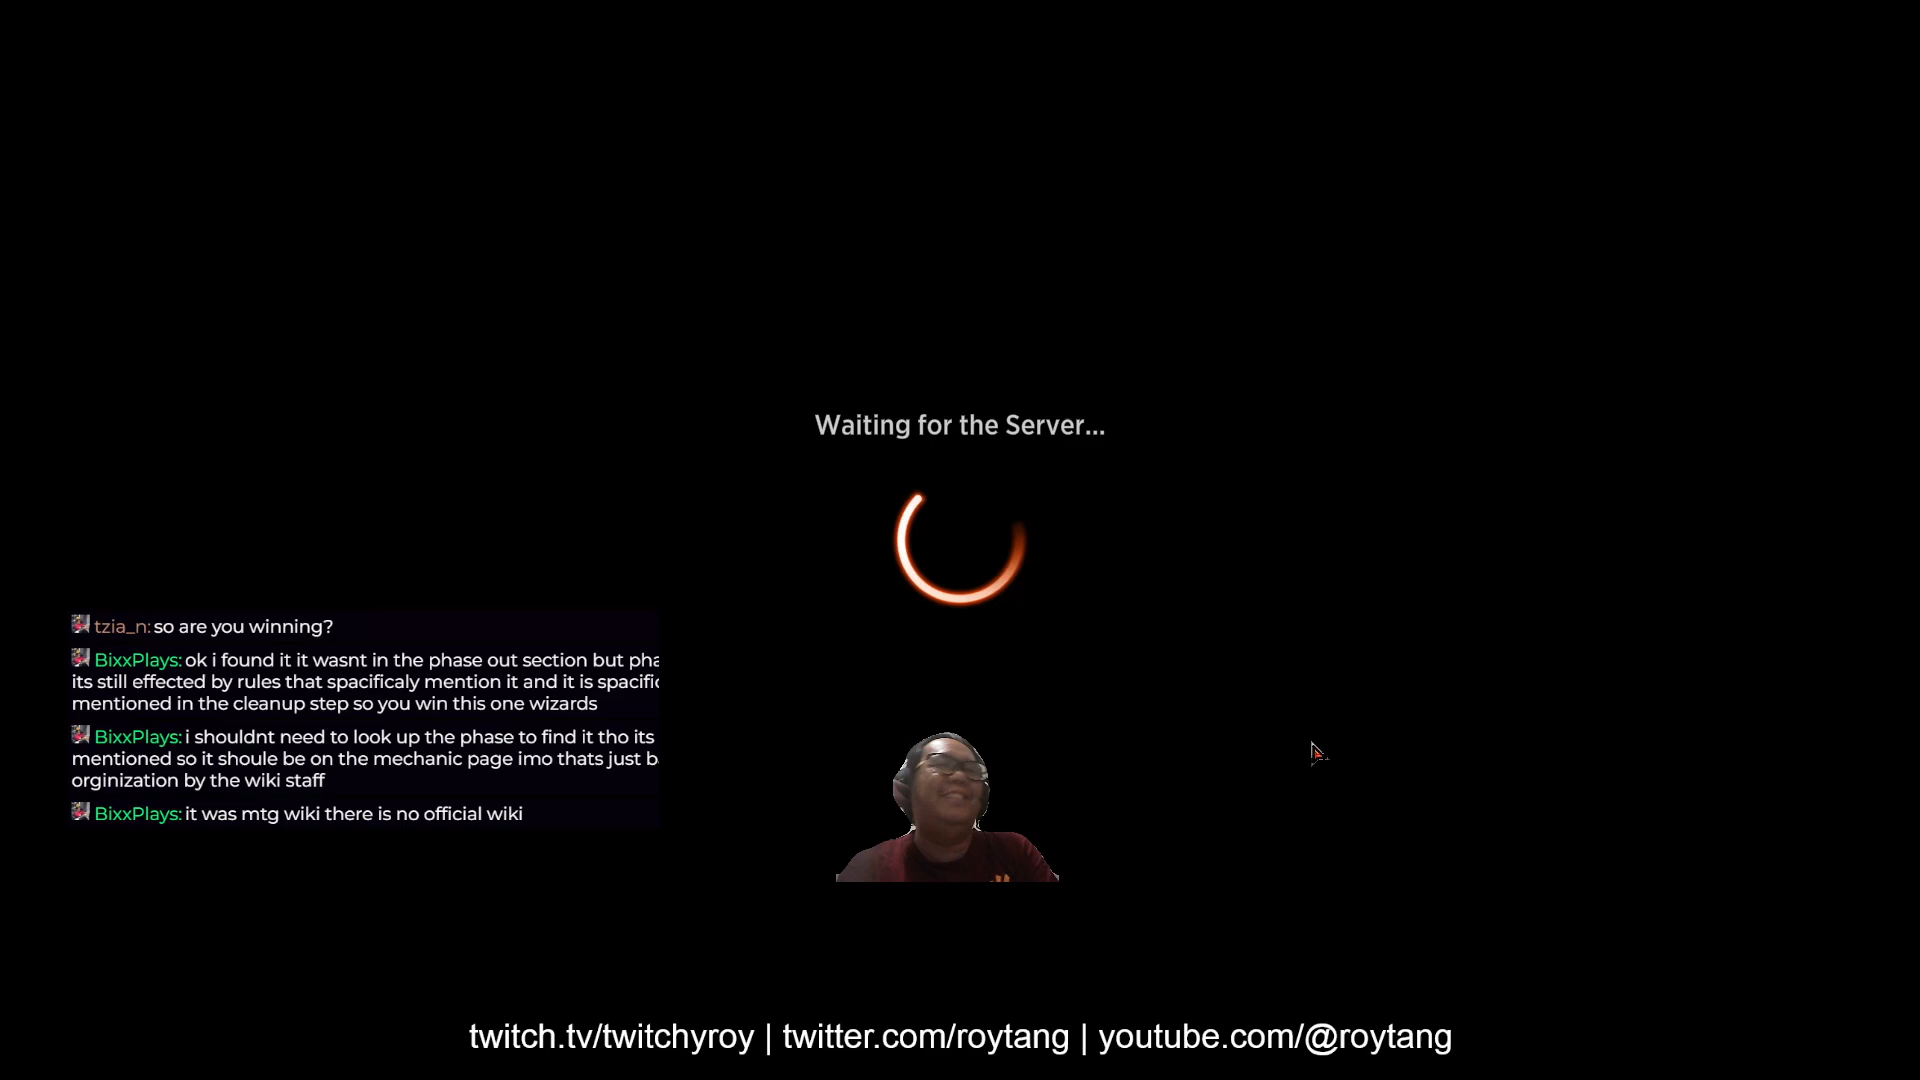 Waiting for the Server...
tzia_n: so are you winning?
BixxPlays: ok i found it it wasnt in the phase out section but
its still effected by rules that spacificaly mention it and it is
mentioned in the cleanup step so you win this one wizards
BixxPlays: i shouldnt need to look up the phase to find it tho its
mentioned so it shoule be on the mechanic page imo thats just
orginization by the wiki staff
BixxPlays: it was mtg wiki there is no official wiki
twitch.tv/twitchyroy | twitter.com/roytang | youtube.com/@roytang